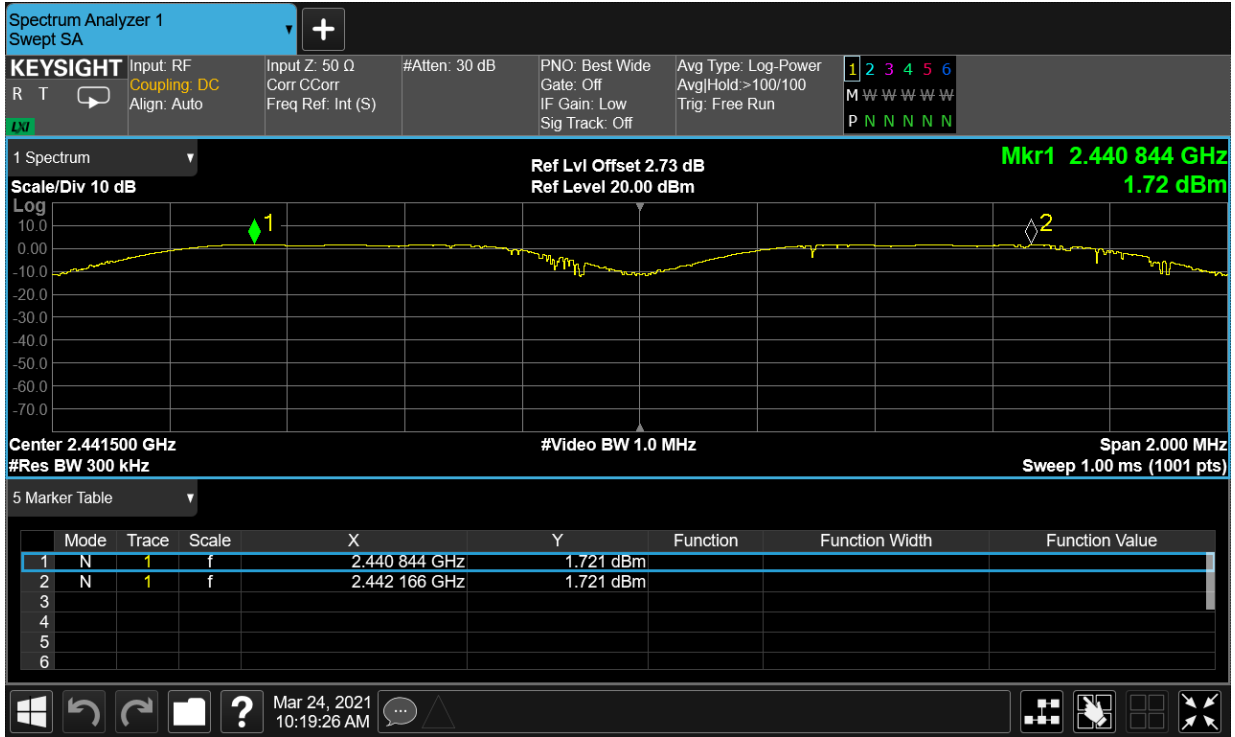 Spectrum Analyzer 1
Swept SA
KEYSIGHT
R T
LXI
Input: RF
Coupling: DC
Align: Auto
Input Z: 50 Ω
Corr CCorr
Freq Ref: Int (S)
#Atten: 30 dB
PNO: Best Wide
Gate: Off
IF Gain: Low
Sig Track: Off
Avg Type: Log-Power
Avg|Hold:>100/100
Trig: Free Run
1 2 3 4 5 6
M W W W W W
P N N N N N
1 Spectrum
Scale/Div 10 dB
Ref Lvl Offset 2.73 dB
Ref Level 20.00 dBm
Mkr1 2.440 844 GHz
1.72 dBm
Log
10.0
0.00
-10.0
-20.0
-30.0
-40.0
-50.0
-60.0
-70.0
1
2
Center 2.441500 GHz
#Res BW 300 kHz
#Video BW 1.0 MHz
Span 2.000 MHz
Sweep 1.00 ms (1001 pts)
5 Marker Table
Mode Trace Scale X Y Function Function Width Function Value
1 N 1 f 2.440 844 GHz 1.721 dBm
2 N 1 f 2.442 166 GHz 1.721 dBm
3
4
5
6
?
Mar 24, 2021
10:19:26 AM